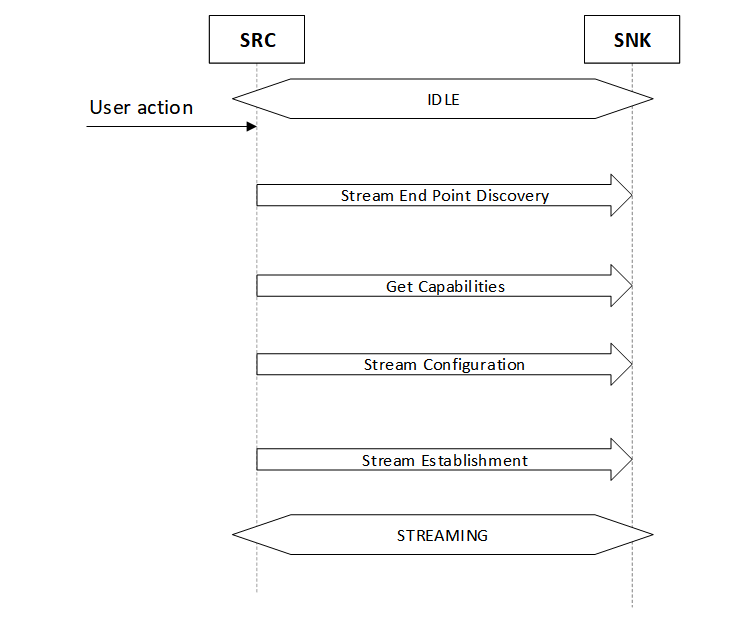 SRC
SNK
IDLE
User action
Stream End Point Discovery
Get Capabilities
Stream Configuration
Stream Establishment
STREAMING